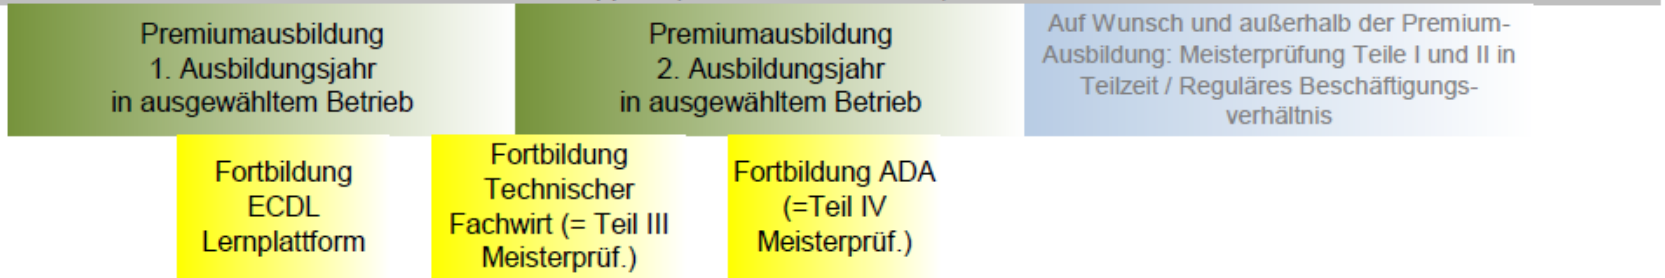 Premiumausbildung
1. Ausbildungsjahr
in ausgewähltem Betrieb
Premiumausbildung
2. Ausbildungsjahr
in ausgewähltem Betrieb
Auf Wunsch und außerhalb der Premium-
Ausbildung: Meisterprüfung Teile I und II in
Teilzeit / Reguläres Beschäftigungs-
verhältnis
Fortbildung
ECDL
Lernplattform
Fortbildung
Technischer
Fachwirt (= Teil III
Meisterprüf.)
Fortbildung ADA
(=Teil IV
Meisterprüf.)